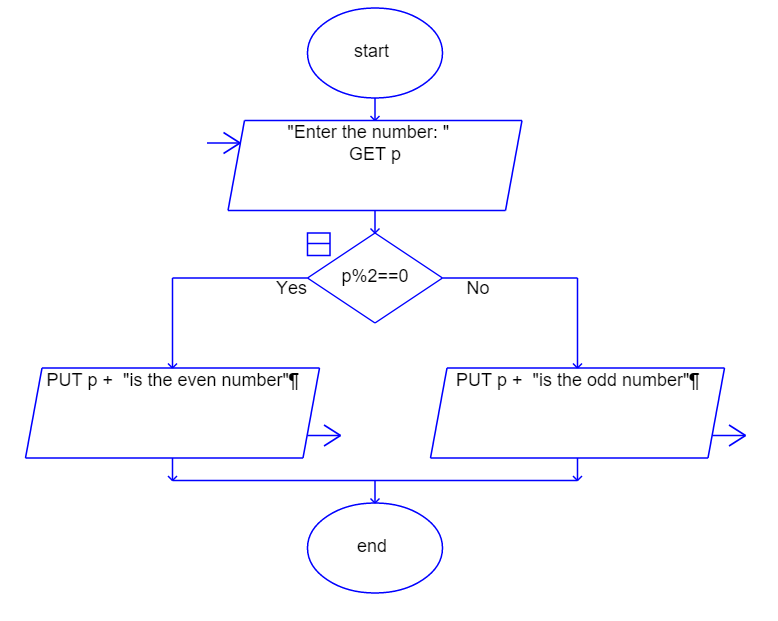 start
"Enter the number: "
GET p
p%2==0
Yes
No
PUT p +  "is the even number"¶
PUT p +  "is the odd number"¶
end